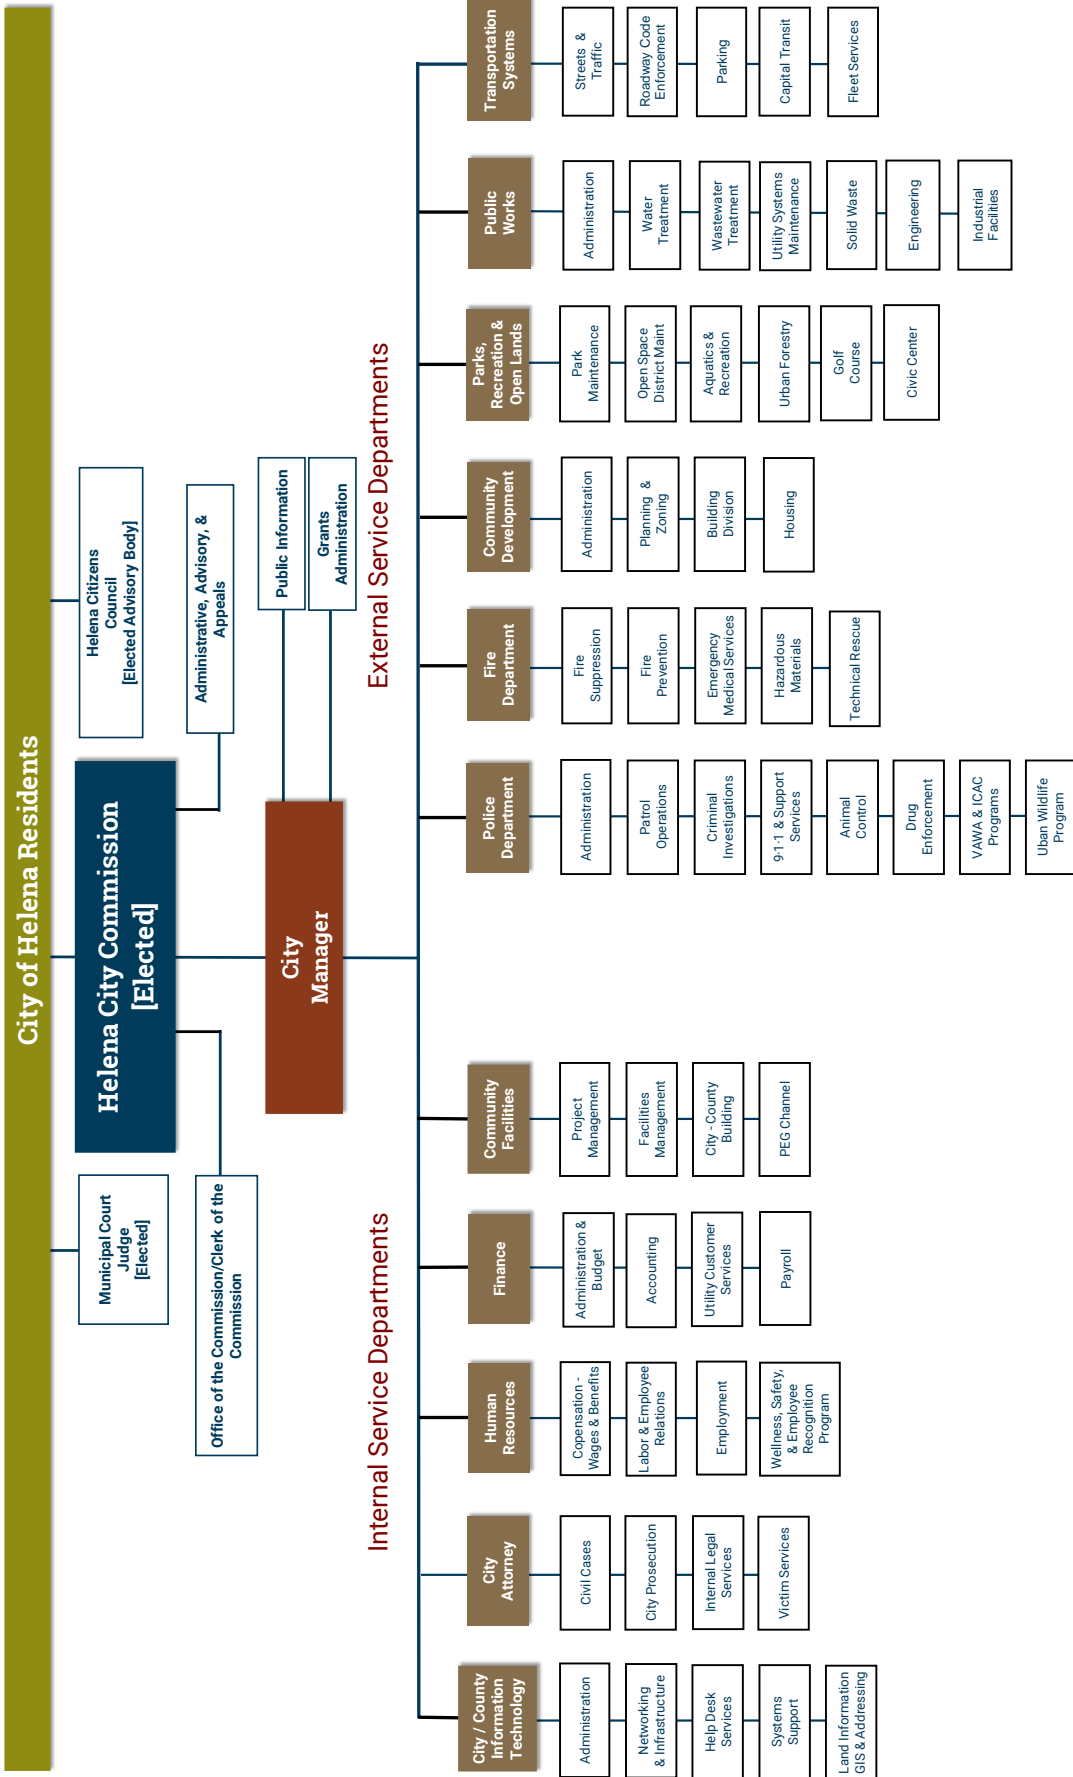 City of Helena Residents
Municipal Court
Judge
[Elected]
Helena City Commission
[Elected]
Helena Citizens
Council
[Elected Advisory Body]
Office of the Commission/Clerk of the
Commission
Administrative, Advisory, &
Appeals
City
Manager
Public Information
Grants
Administration
Internal Service Departments
External Service Departments
City / County
Information
Technology
Administration
Networking
& Infrastructure
Help Desk
Services
Systems
Support
Land Information
GIS & Addressing
City
Attorney
Civil Cases
City Prosecution
Internal Legal
Services
Victim Services
Human
Resources
Copensation -
Wages & Benefits
Labor & Employee
Relations
Employment
Wellness, Safety,
& Employee
Recognition
Program
Finance
Administration &
Budget
Accounting
Utility Customer
Services
Payroll
Community
Facilities
Project
Management
Facilities
Management
City - County
Building
PEG Channel
Police
Department
Administration
Patrol
Operations
Criminal
Investigations
9-1-1 & Support
Services
Animal
Control
Drug
Enforcement
VAWA & ICAC
Programs
Uban Wildlife
Program
Fire
Department
Fire
Suppression
Fire
Prevention
Emergency
Medical Services
Hazardous
Materials
Technical Rescue
Community
Development
Administration
Planning &
Zoning
Building
Division
Housing
Parks,
Recreation &
Open Lands
Park
Maintenance
Open Space
District Maint
Aquatics &
Recreation
Urban Forestry
Golf
Course
Civic Center
Public
Works
Administration
Water
Treatment
Wastewater
Treatment
Utility Systems
Maintenance
Solid Waste
Engineering
Industrial
Facilities
Transportation
Systems
Streets &
Traffic
Roadway Code
Enforcement
Parking
Capital Transit
Fleet Services